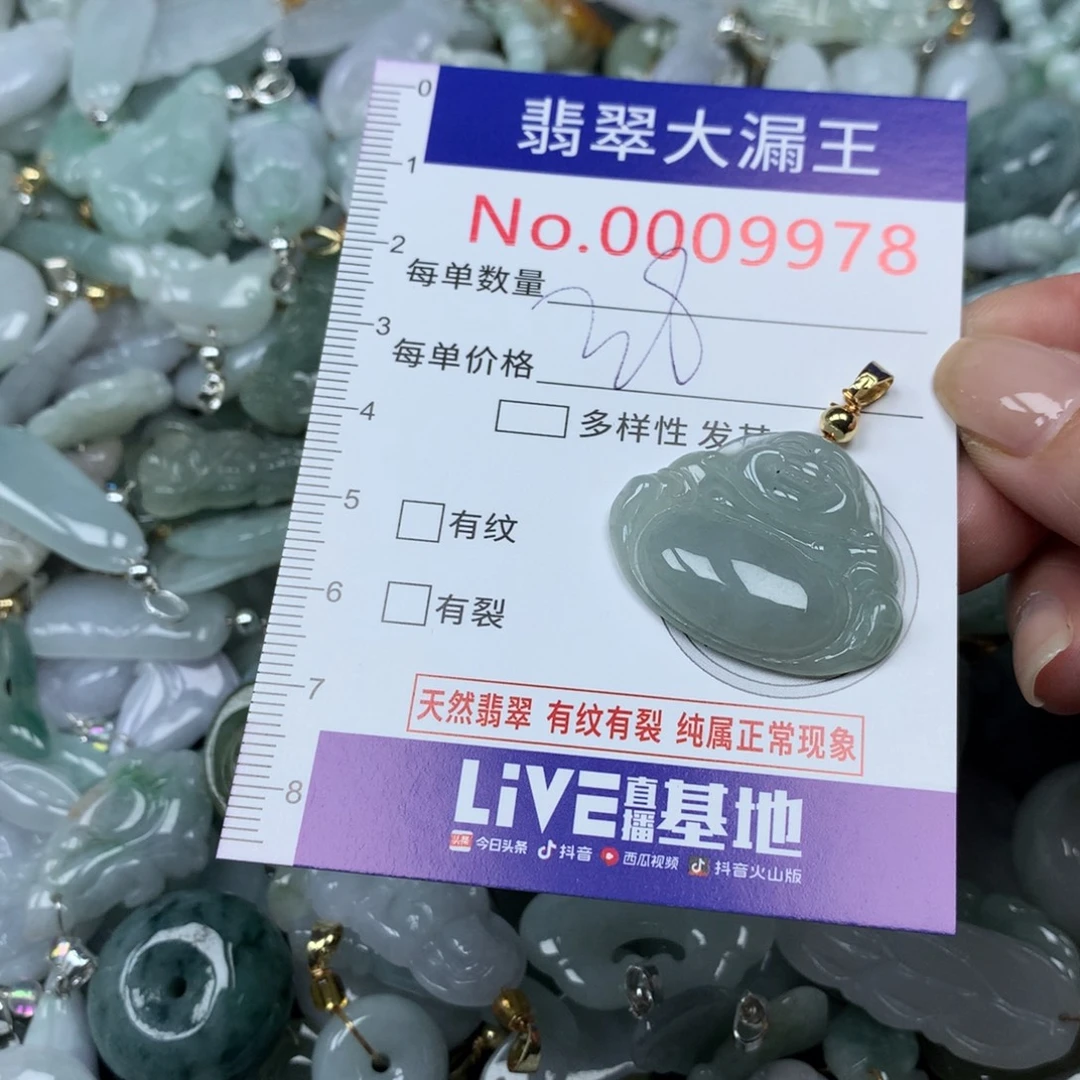 翡翠大漏王
No.0009978
每单数量
每单价格
28
多样性 发
有纹
有裂
天然翡翠 有纹有裂 纯属正常现象
LiVE直播基地
今日头条 抖音 西瓜视频 抖音火山版
0
1
2
3
4
5
6
7
8